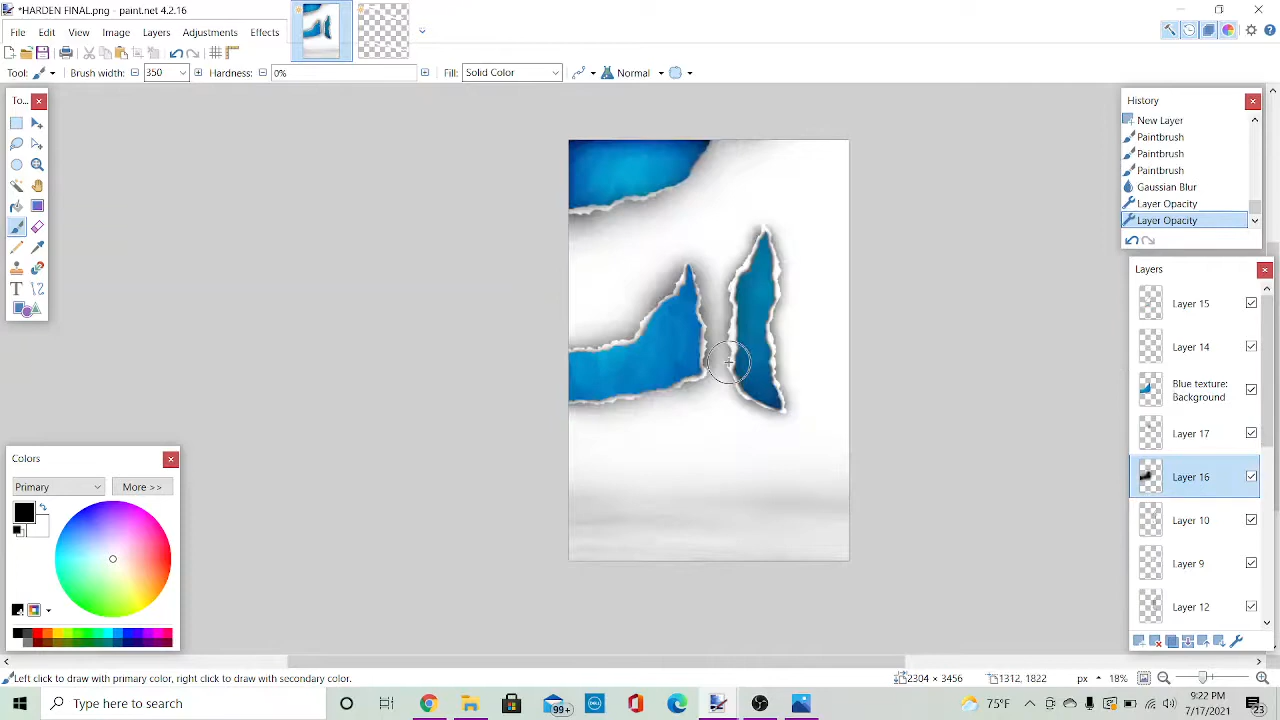 *HARDEN FINAL.png - paint.net 4.2.16
File Edit View Image Layers Adjustments Effects
Tool: Brush width: 350 Hardness: 0% Fill: Solid Color Normal
To...
History
New Layer
Paintbrush
Paintbrush
Paintbrush
Gaussian Blur
Layer Opacity
Layer Opacity
Layers
Layer 15
Layer 14
Blue texture:
Background
Layer 17
Layer 16
Layer 10
Layer 9
Layer 12
Colors
Primary More >>
Left click to draw with primary color, right click to draw with secondary color. 2304 × 3456 1312, 1822 px 18%
Type here to search 99+ DELL 75°F
7/17/2021 23